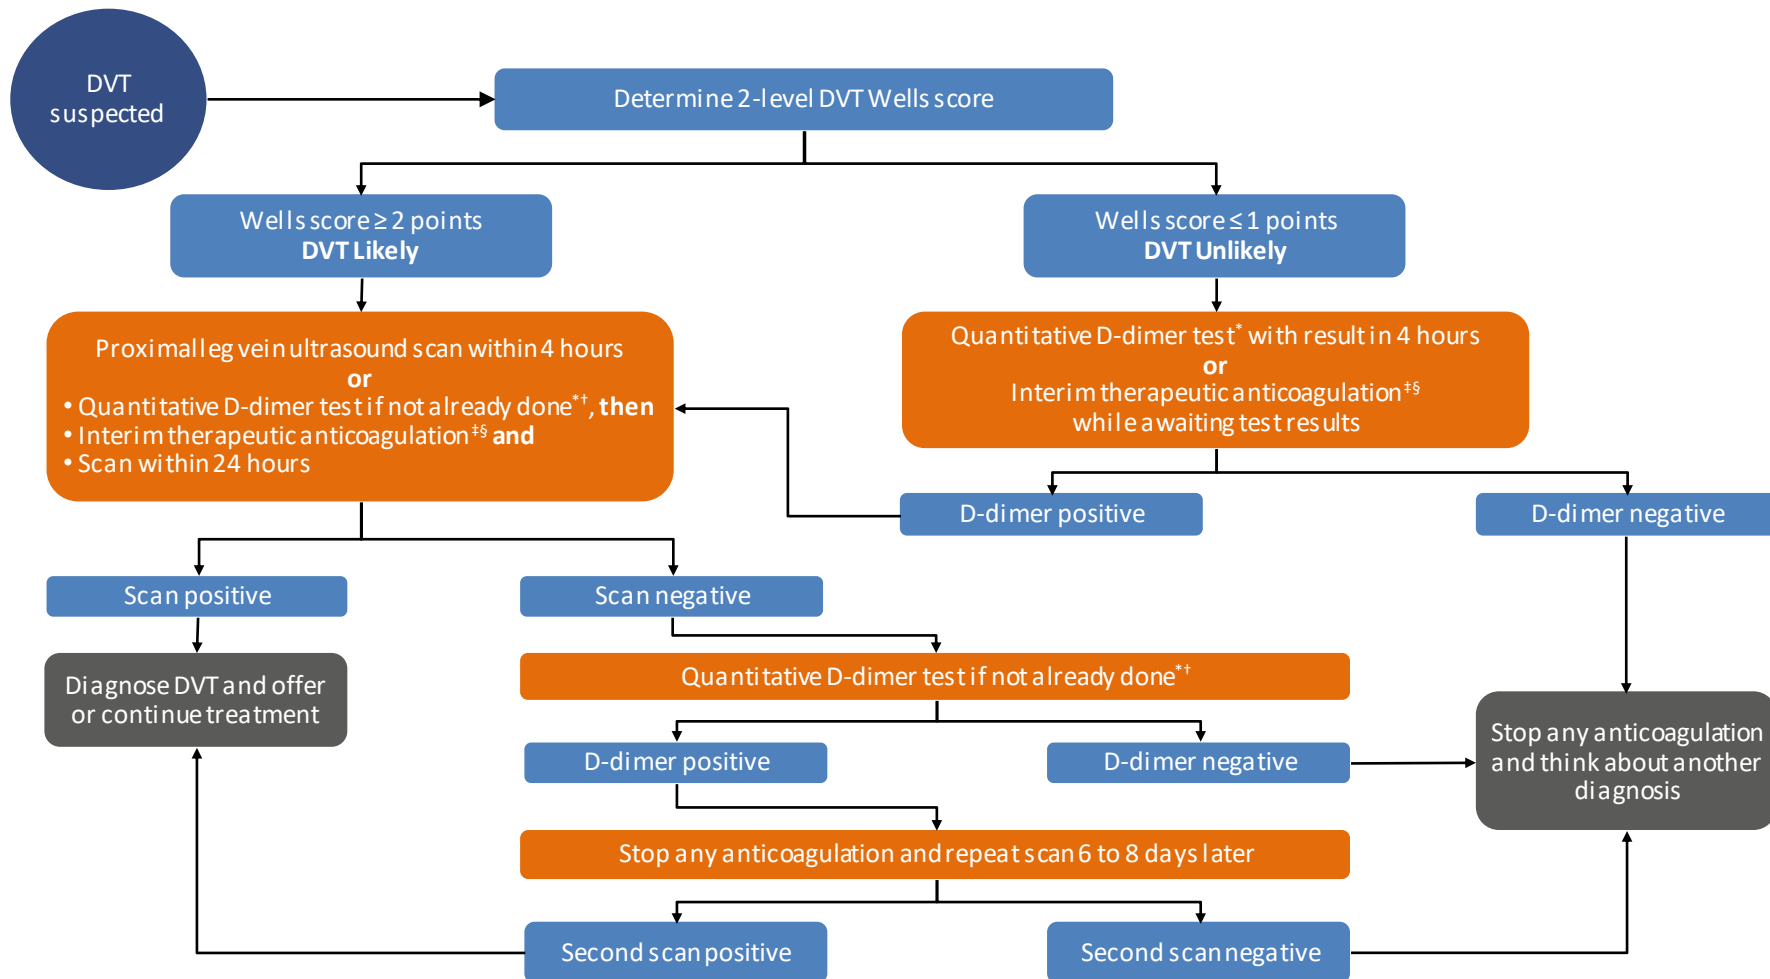 DVT
suspected
Determine 2-level DVT Wells score
Wells score ≥ 2 points
DVT Likely
Wells score ≤ 1 points
DVT Unlikely
Proximal leg vein ultrasound scan within 4 hours
or
• Quantitative D-dimer test if not already done*†, then
• Interim therapeutic anticoagulation‡§ and
• Scan within 24 hours
Quantitative D-dimer test* with result in 4 hours
or
Interim therapeutic anticoagulation‡§
while awaiting test results
D-dimer positive
D-dimer negative
Scan positive
Scan negative
Diagnose DVT and offer
or continue treatment
Quantitative D-dimer test if not already done*†
D-dimer positive
D-dimer negative
Stop any anticoagulation
and think about another
diagnosis
Stop any anticoagulation and repeat scan 6 to 8 days later
Second scan positive
Second scan negative